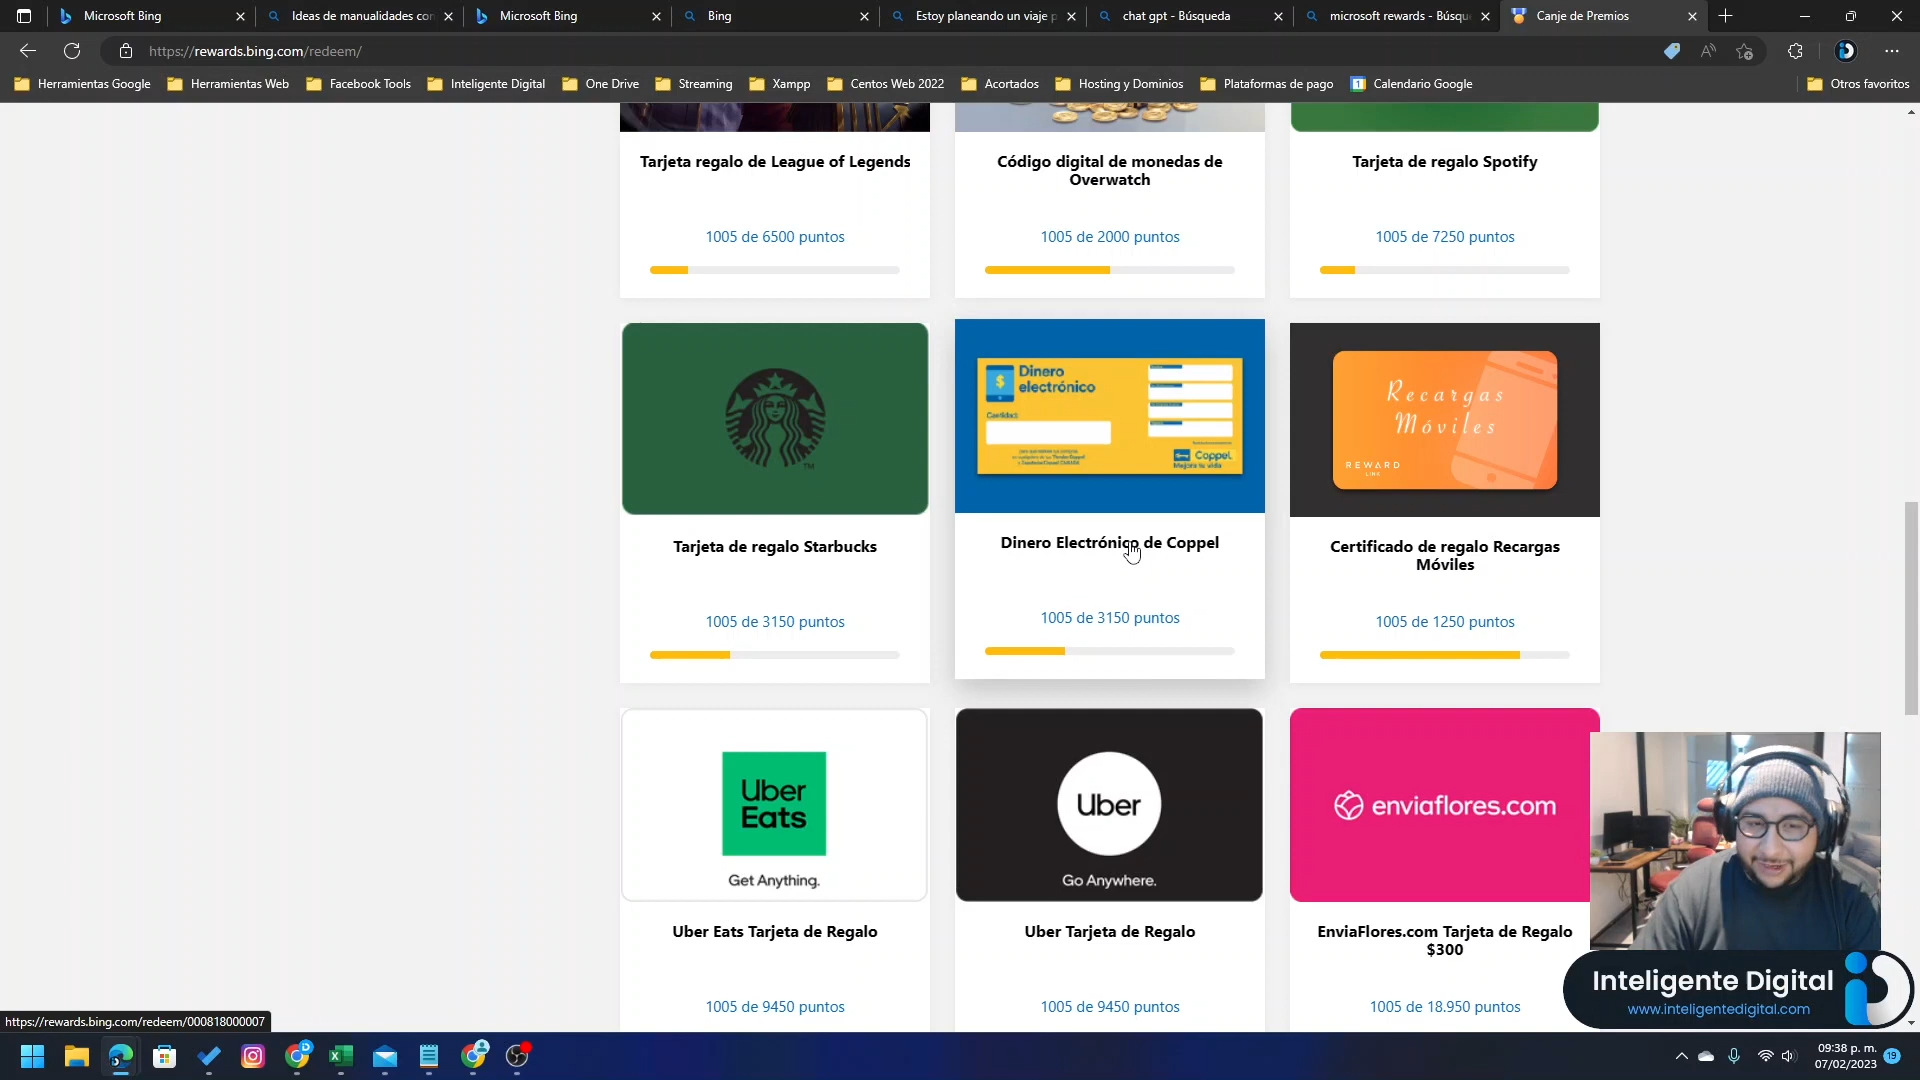 Microsoft Bing
Ideas de manualidades con
Microsoft Bing
Bing
Estoy planeando un viaje p
chat gpt - Búsqueda
microsoft rewards - Búsqu
Canje de Premios
https://rewards.bing.com/redeem/
Herramientas Google
Herramientas Web
Facebook Tools
Inteligente Digital
One Drive
Streaming
Xampp
Centos Web 2022
Acortados
Hosting y Dominios
Plataformas de pago
Calendario Google
Otros favoritos
Tarjeta regalo de League of Legends
1005 de 6500 puntos
Código digital de monedas de
Overwatch
1005 de 2000 puntos
Tarjeta de regalo Spotify
1005 de 7250 puntos
TM
Tarjeta de regalo Starbucks
1005 de 3150 puntos
Dinero
electrónico
Cantidad:
Coppel
Mejora tu vida
Dinero Electrónico de Coppel
1005 de 3150 puntos
Recargas
Móviles
REWARD
LINK
Certificado de regalo Recargas
Móviles
1005 de 1250 puntos
Uber
Eats
Get Anything.
Uber Eats Tarjeta de Regalo
1005 de 9450 puntos
Uber
Go Anywhere.
Uber Tarjeta de Regalo
1005 de 9450 puntos
enviaflores.com
EnviaFlores.com Tarjeta de Regalo
$300
1005 de 18.950 puntos
Inteligente Digital
www.inteligentedigital.com
https://rewards.bing.com/redeem/000818000007
09:38 p. m.
07/02/2023
19